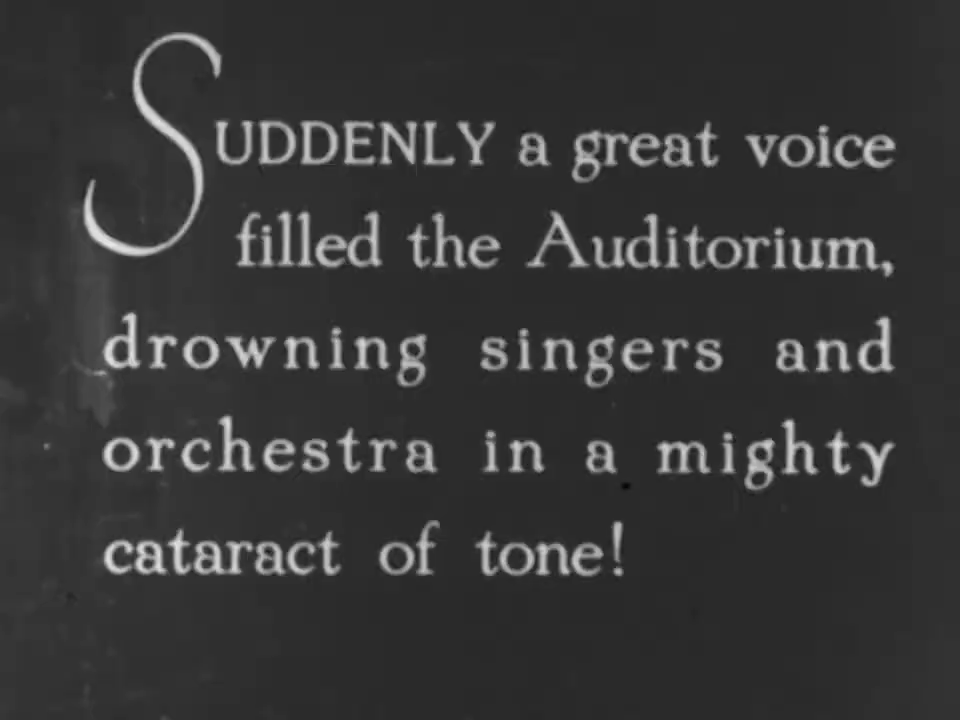 SUDDENLY a great voice
filled the Auditorium,
drowning singers and
orchestra in a mighty
cataract of tone!